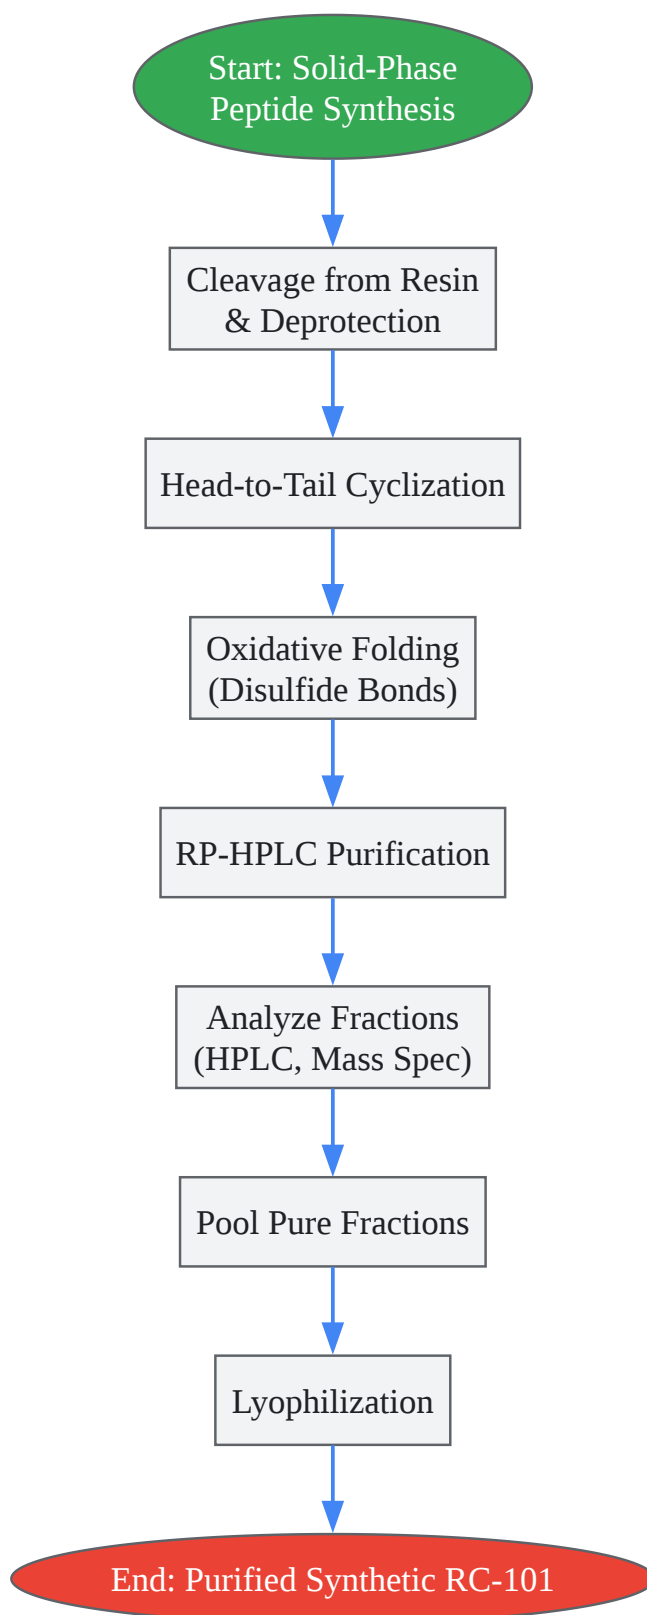 Start: Solid-Phase
Peptide Synthesis
Cleavage from Resin
& Deprotection
Head-to-Tail Cyclization
Oxidative Folding
(Disulfide Bonds)
RP-HPLC Purification
Analyze Fractions
(HPLC, Mass Spec)
Pool Pure Fractions
Lyophilization
End: Purified Synthetic RC-101